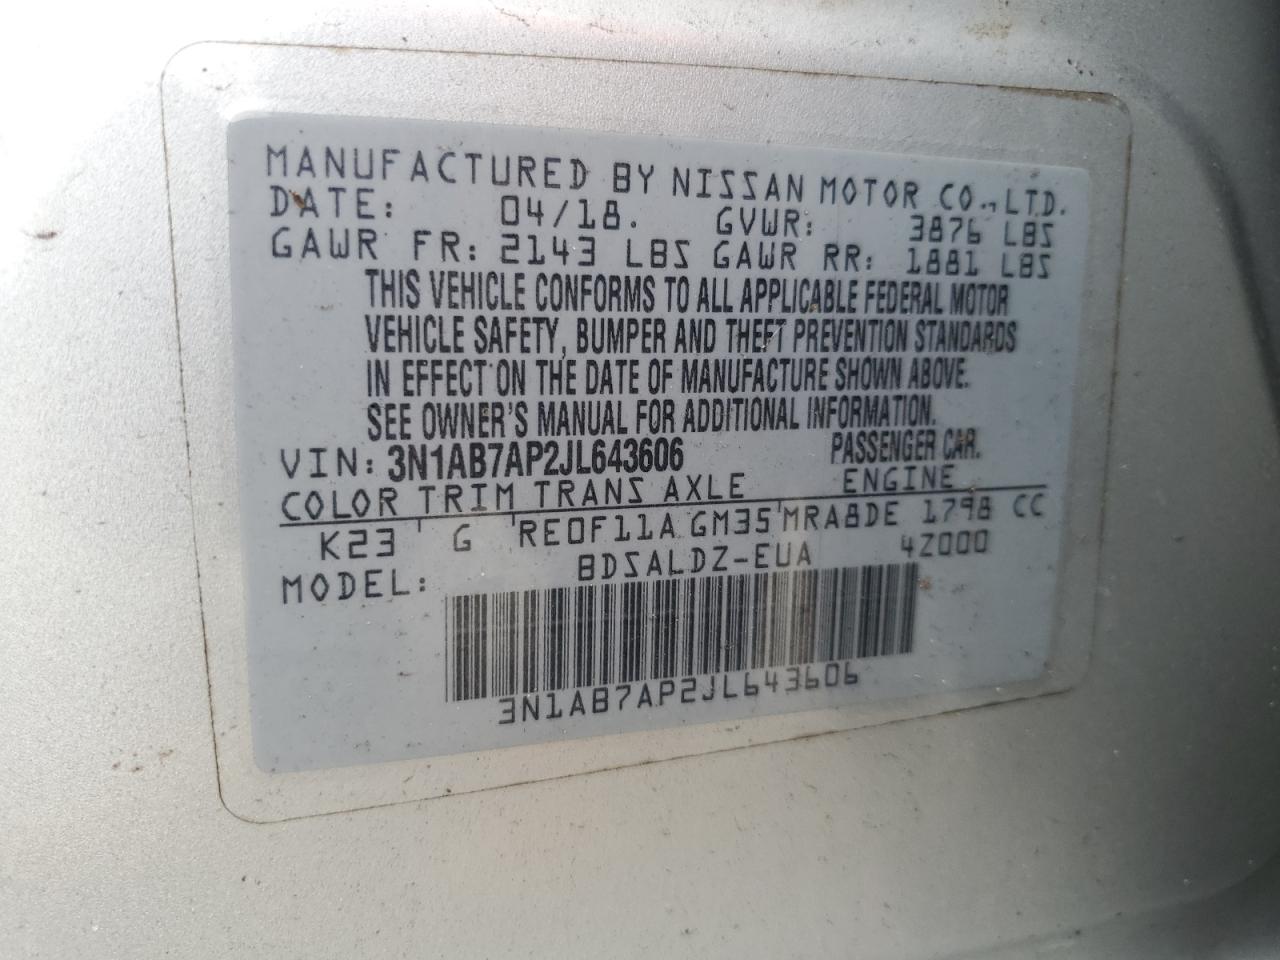 MANUFACTURED BY NISSAN MOTOR CO., LTD.
DATE: 04/18. GVWR: 3876 LBS
GAWR FR: 2143 LBS GAWR RR: 1881 LBS
THIS VEHICLE CONFORMS TO ALL APPLICABLE FEDERAL MOTOR
VEHICLE SAFETY, BUMPER AND THEFT PREVENTION STANDARDS
IN EFFECT ON THE DATE OF MANUFACTURE SHOWN ABOVE.
SEE OWNER'S MANUAL FOR ADDITIONAL INFORMATION.
VIN: 3N1AB7AP2JL643606 PASSENGER CAR.
COLOR TRIM TRANS AXLE ENGINE
K23 ' G ' RE0F11A GM35 ' MRA8DE 1798 CC
MODEL: BDSALDZ-EUA 4Z000
3N1AB7AP2JL643606